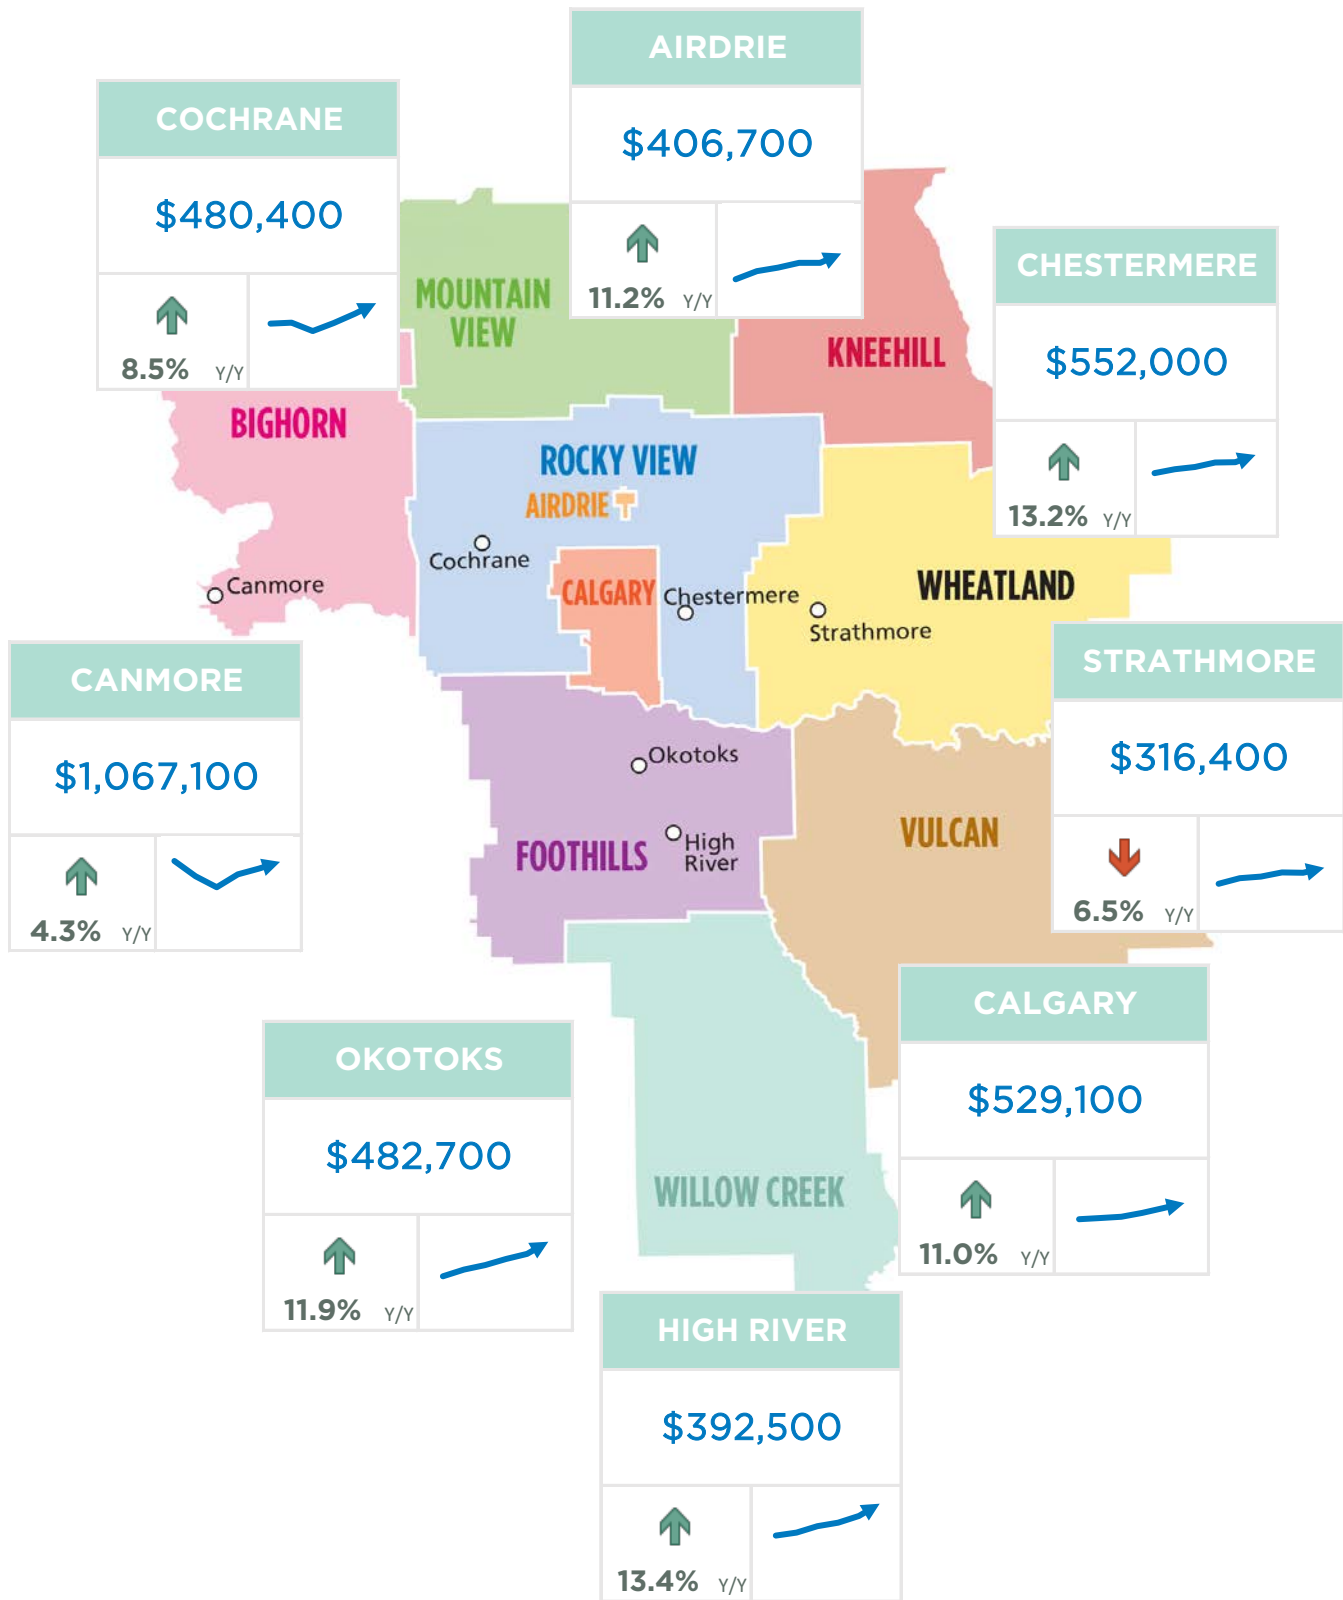 AIRDRIE
$406,700
11.2% Y/Y
COCHRANE
$480,400
8.5% Y/Y
CHESTERMERE
$552,000
13.2% Y/Y
MOUNTAIN
VIEW
KNEEHILL
BIGHORN
ROCKY VIEW
AIRDRIE
Cochrane
CALGARY
Chestermere
Canmore
WHEATLAND
Strathmore
CANMORE
$1,067,100
4.3% Y/Y
STRATHMORE
$316,400
6.5% Y/Y
Okotoks
High
River
FOOTHILLS
VULCAN
CALGARY
$529,100
11.0% Y/Y
OKOTOKS
$482,700
11.9% Y/Y
WILLOW CREEK
HIGH RIVER
$392,500
13.4% Y/Y